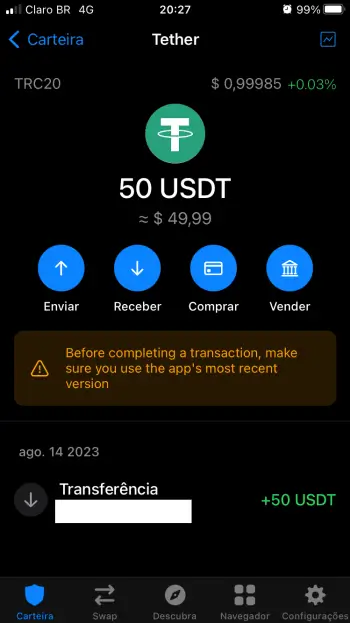 Claro BR 4G 20:27 99%
Carteira Tether
TRC20 $ 0,99985 +0.03%
50 USDT
≈ $ 49,99
Enviar Receber Comprar Vender
Before completing a transaction, make
sure you use the app's most recent
version
ago. 14 2023
Transferência
+50 USDT
Carteira Swap Descubra Navegador Configurações